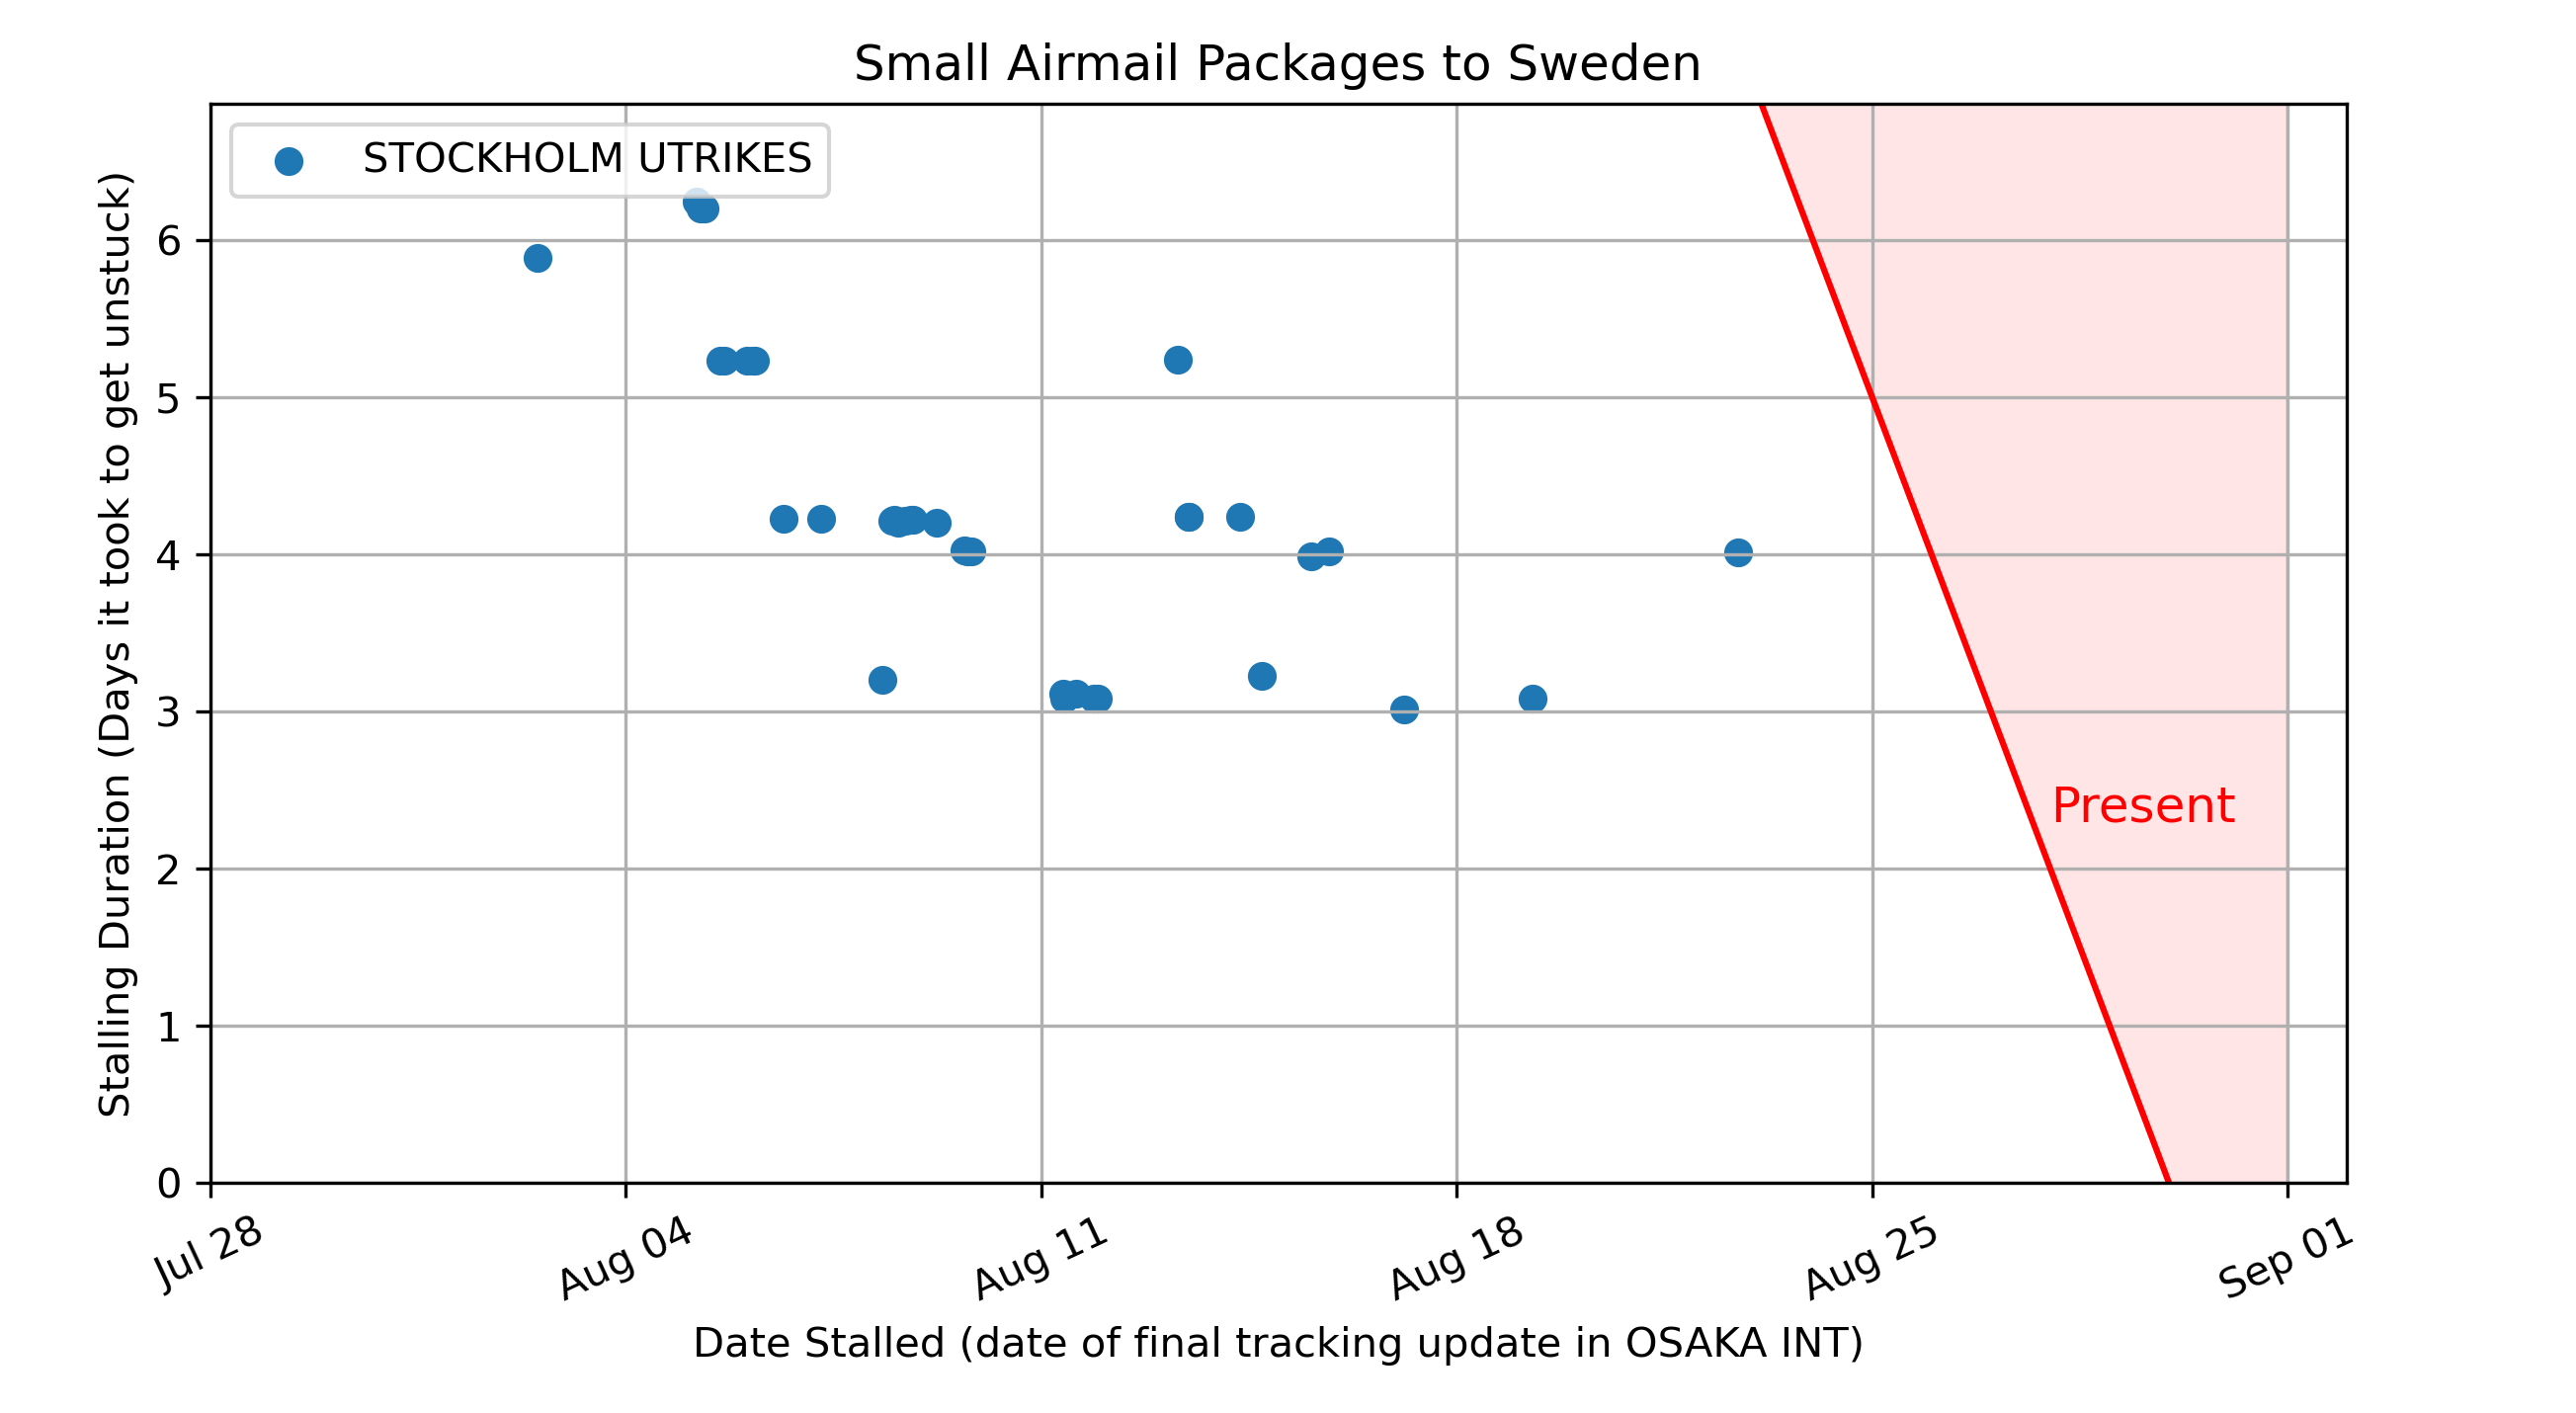 Small Airmail Packages to Sweden
STOCKHOLM UTRIKES
Stalling Duration (Days it took to get unstuck)
6
5
4
3
2
1
0
Present
Jul 28
Aug 04
Aug 11
Aug 18
Aug 25
Sep 01
Date Stalled (date of final tracking update in OSAKA INT)